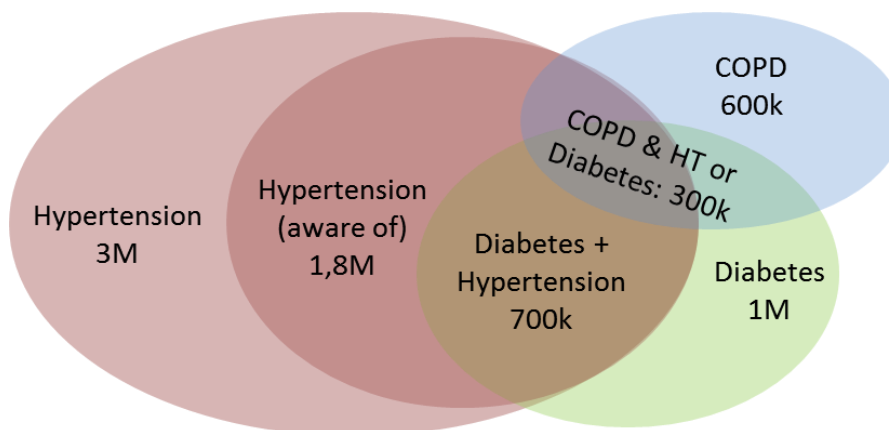 COPD
600k
COPD & HT or
Diabetes: 300k
Hypertension
3M
Hypertension
(aware of)
1,8M
Diabetes +
Hypertension
700k
Diabetes
1M